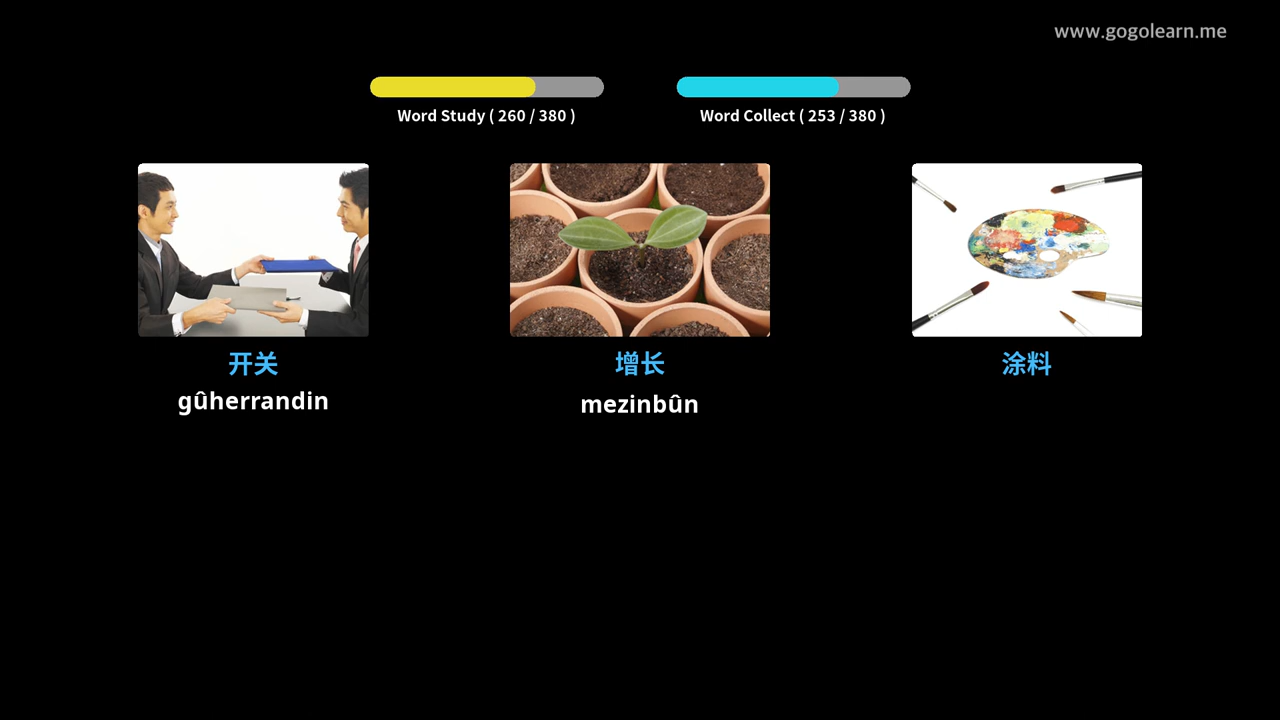 www.gogolearn.me
Word Study ( 260 / 380 )
Word Collect ( 253 / 380 )
开关
增长
涂料
gûherrandin
mezinbûn